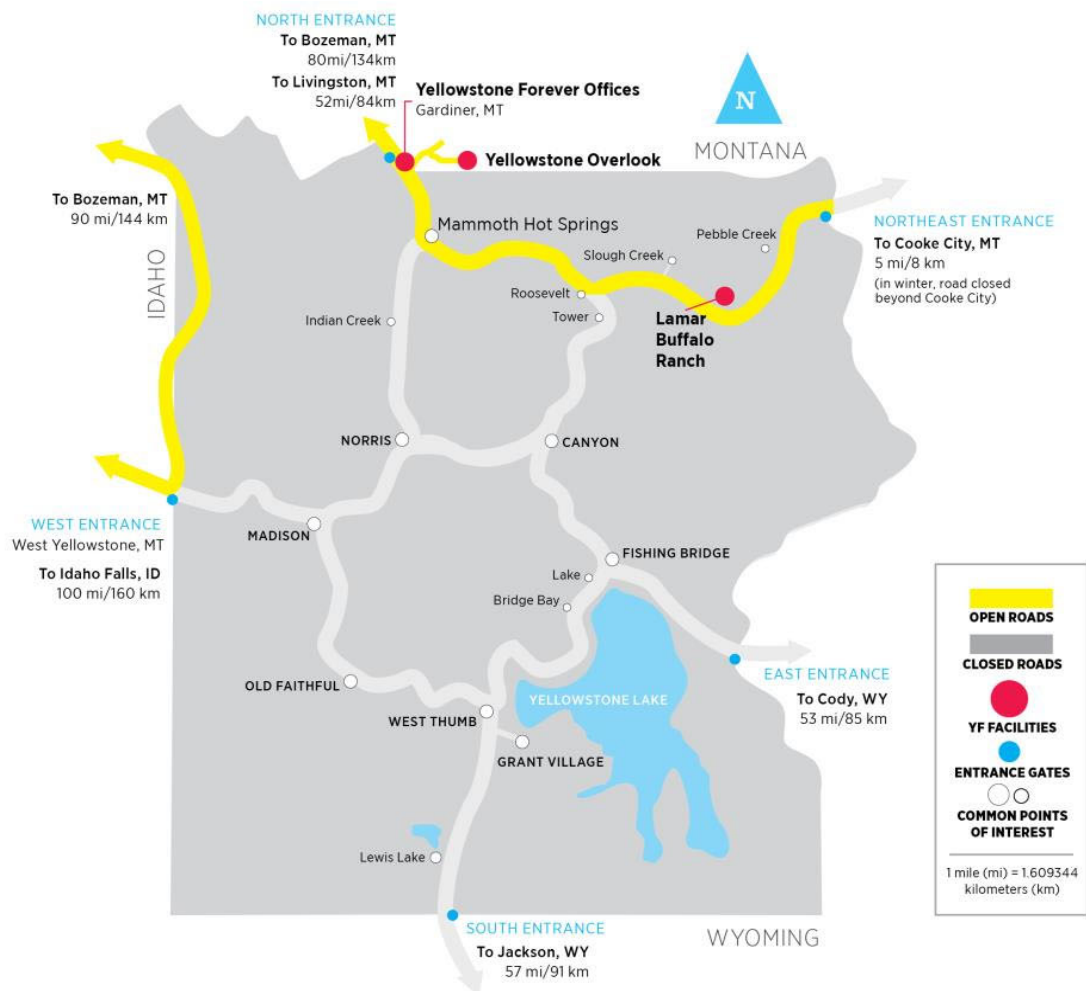 NORTH ENTRANCE
To Bozeman, MT
80mi/134km
To Livingston, MT
52mi/84km
Yellowstone Forever Offices
Gardiner, MT
Yellowstone Overlook
N
MONTANA
To Bozeman, MT
90 mi/144 km
IDAHO
Mammoth Hot Springs
Pebble Creek
Slough Creek
NORTHEAST ENTRANCE
To Cooke City, MT
5 mi/8 km
(in winter, road closed
beyond Cooke City)
Roosevelt
Tower
Indian Creek
Lamar
Buffalo
Ranch
NORRIS
CANYON
WEST ENTRANCE
West Yellowstone, MT
To Idaho Falls, ID
100 mi/160 km
MADISON
FISHING BRIDGE
Lake
Bridge Bay
EAST ENTRANCE
To Cody, WY
53 mi/85 km
OLD FAITHFUL
YELLOWSTONE LAKE
WEST THUMB
GRANT VILLAGE
Lewis Lake
SOUTH ENTRANCE
To Jackson, WY
57 mi/91 km
WYOMING
OPEN ROADS
CLOSED ROADS
YF FACILITIES
ENTRANCE GATES
COMMON POINTS
OF INTEREST
1 mile (mi) = 1.609344
kilometers (km)